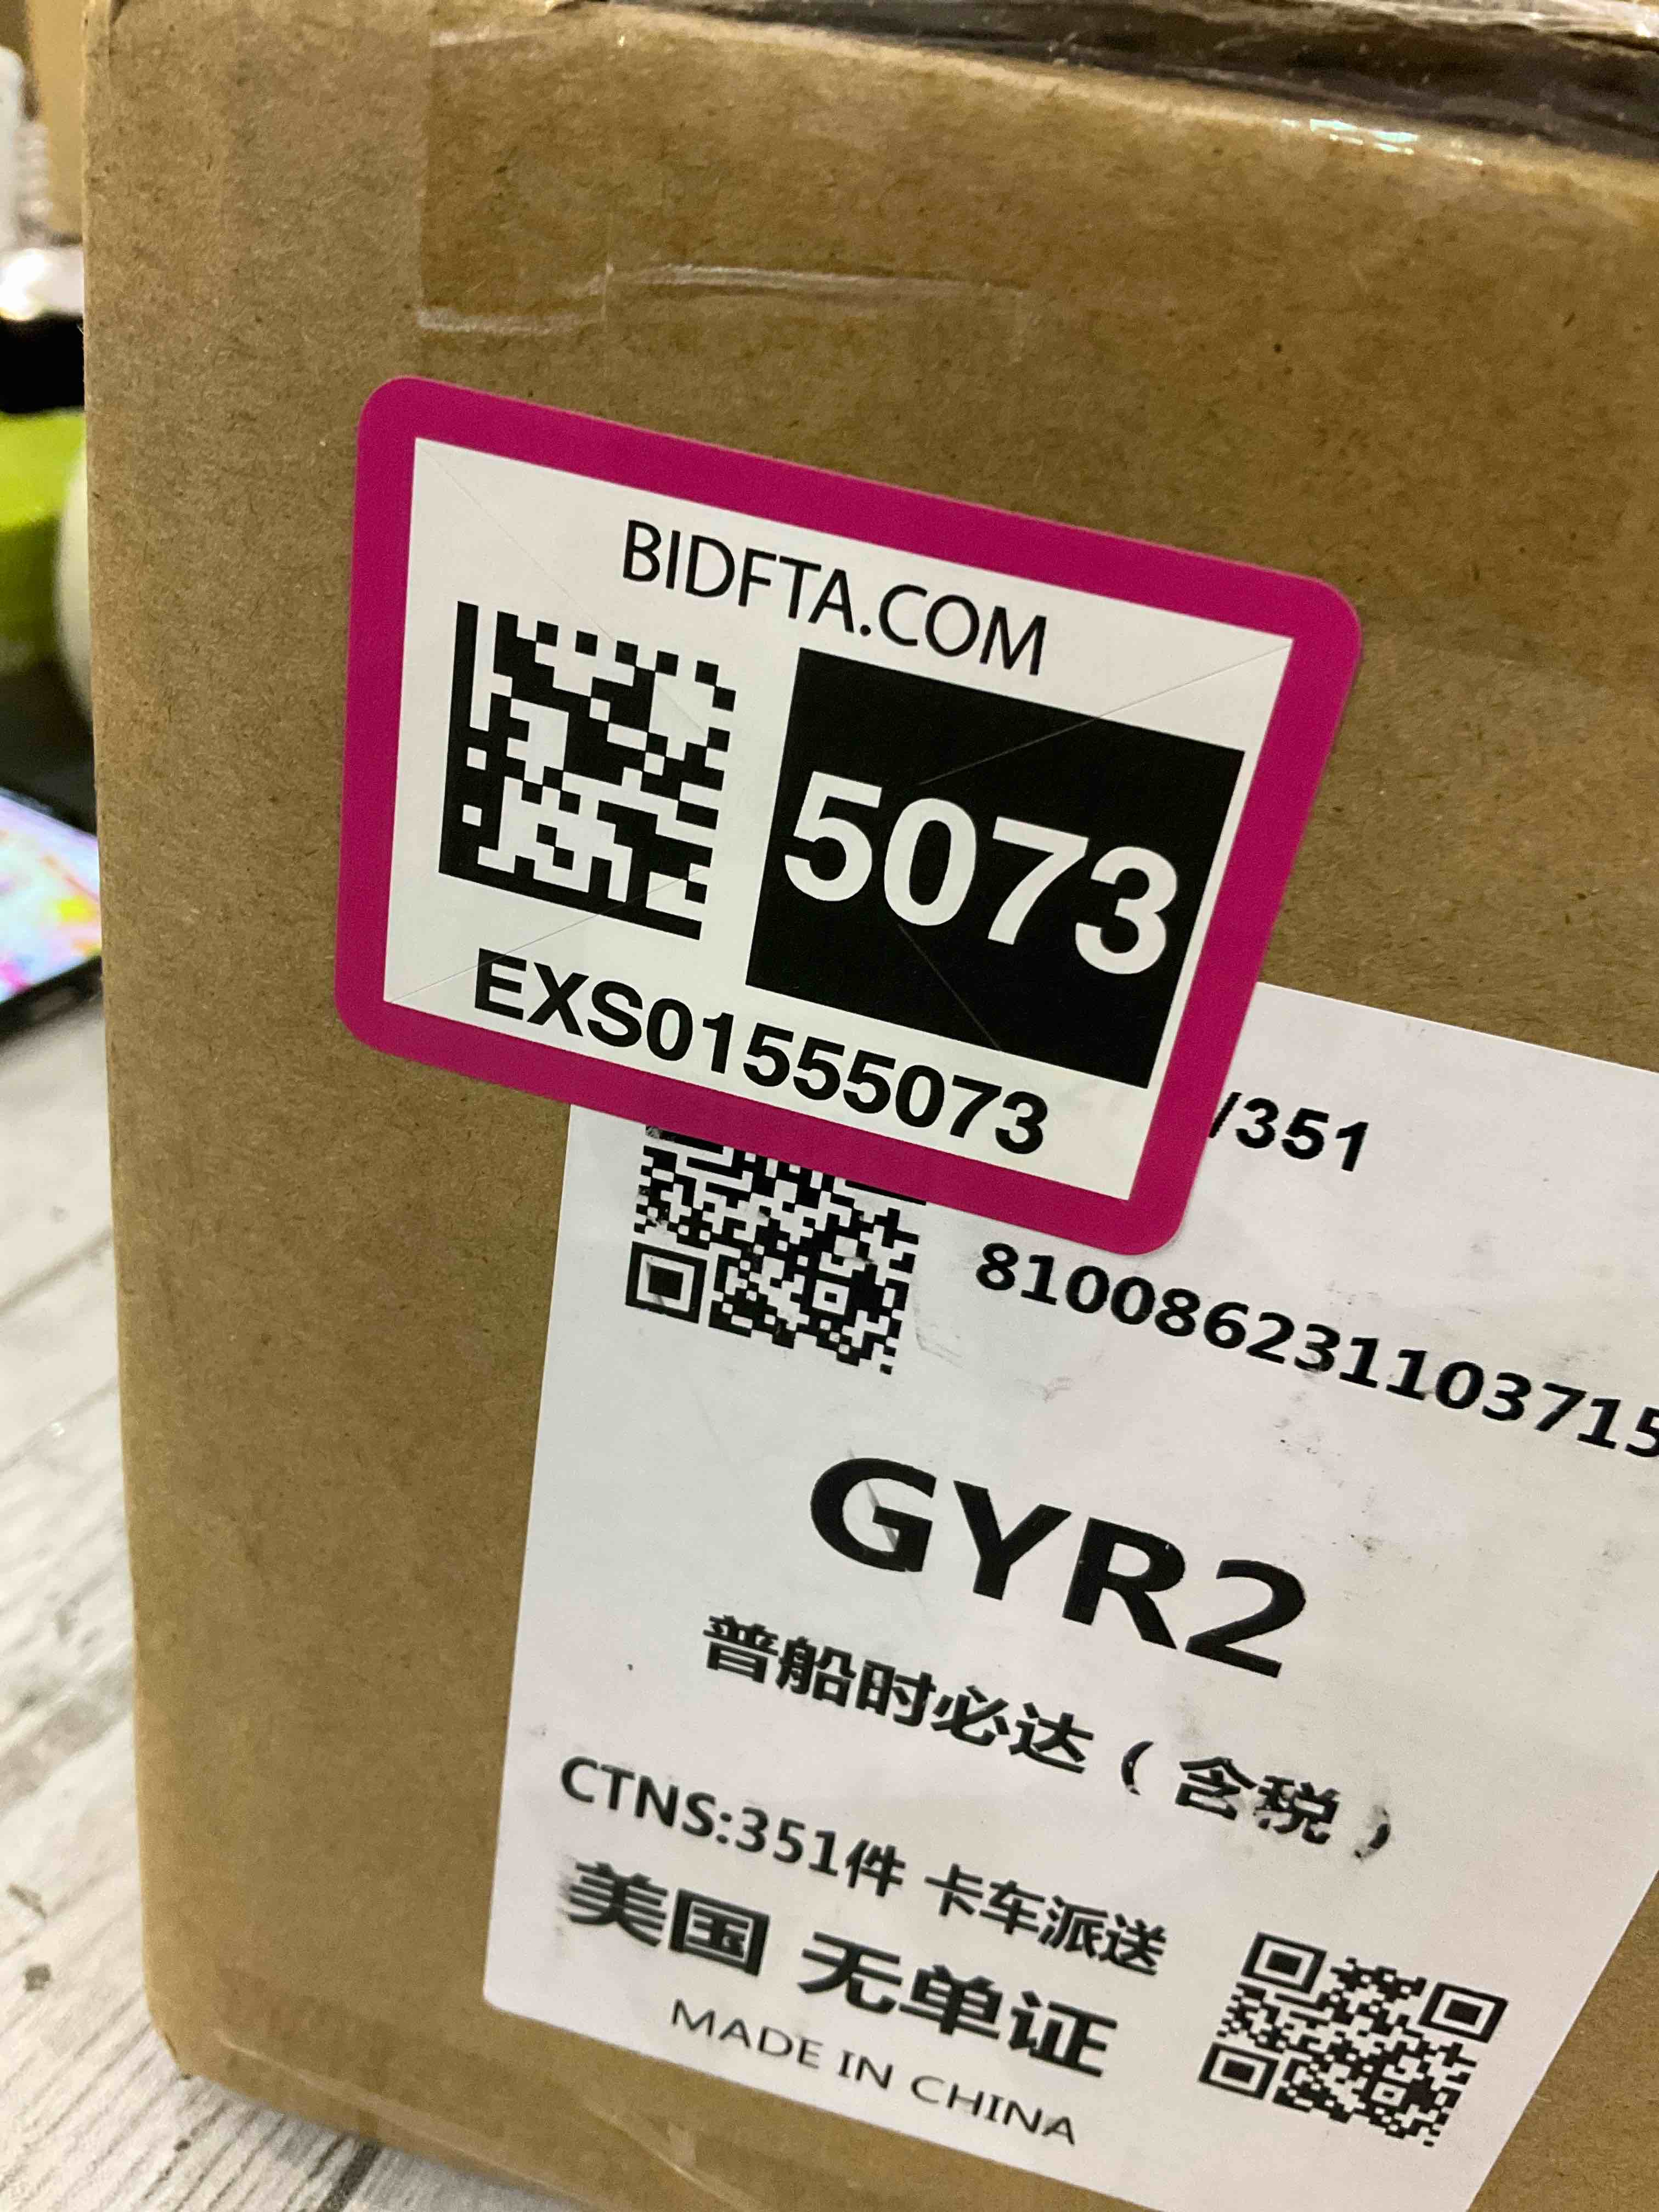 BIDFTA.COM
5073
EXS01555073
/351
810086231103715
GYR2
普船时必达（含税）
CTNS:351件 卡车派送
美国 无单证
MADE IN CHINA